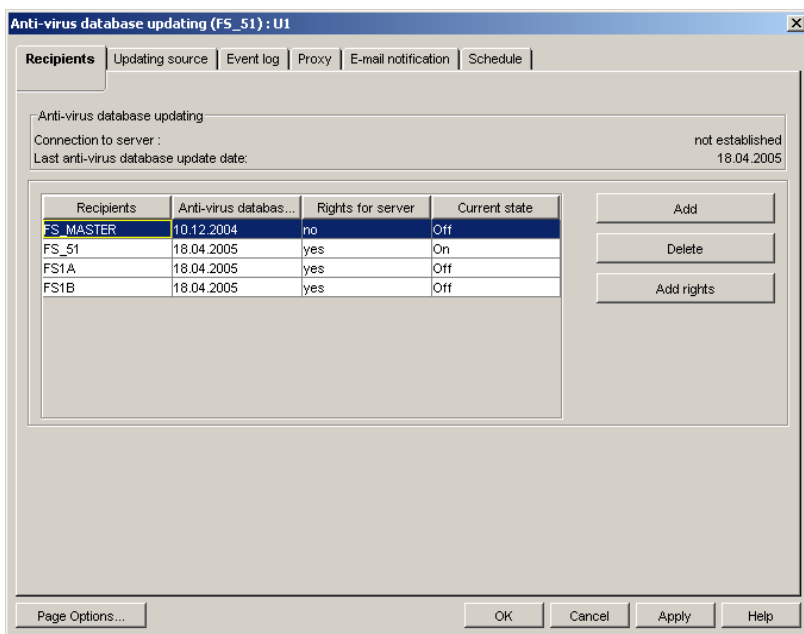 Anti-virus database updating (FS_51) : U1
Recipients Updating source Event log Proxy E-mail notification Schedule
Anti-virus database updating
Connection to server : not established
Last anti-virus database update date: 18.04.2005
Recipients Anti-virus databas... Rights for server Current state
FS_MASTER 10.12.2004 no Off
FS_51 18.04.2005 yes On
FS1A 18.04.2005 yes Off
FS1B 18.04.2005 yes Off
Add
Delete
Add rights
Page Options... OK Cancel Apply Help